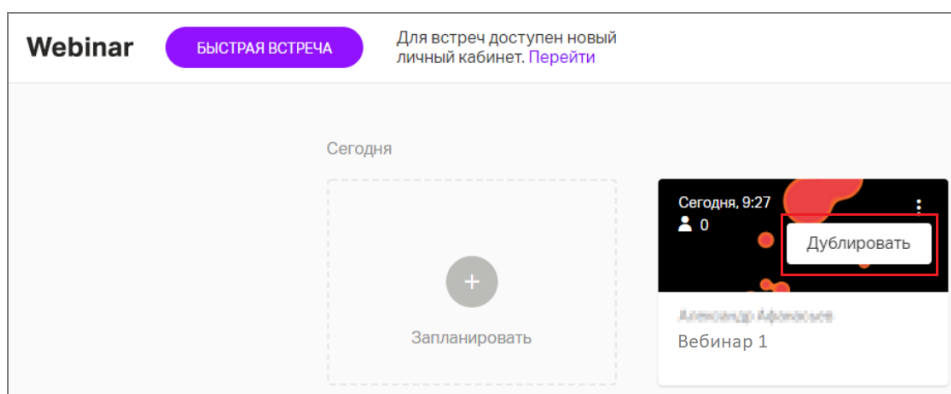 Webinar
БЫСТРАЯ ВСТРЕЧА
Для встреч доступен новый
личный кабинет. Перейти
Сегодня
Запланировать
Сегодня, 9:27
0
Дублировать
Вебинар 1